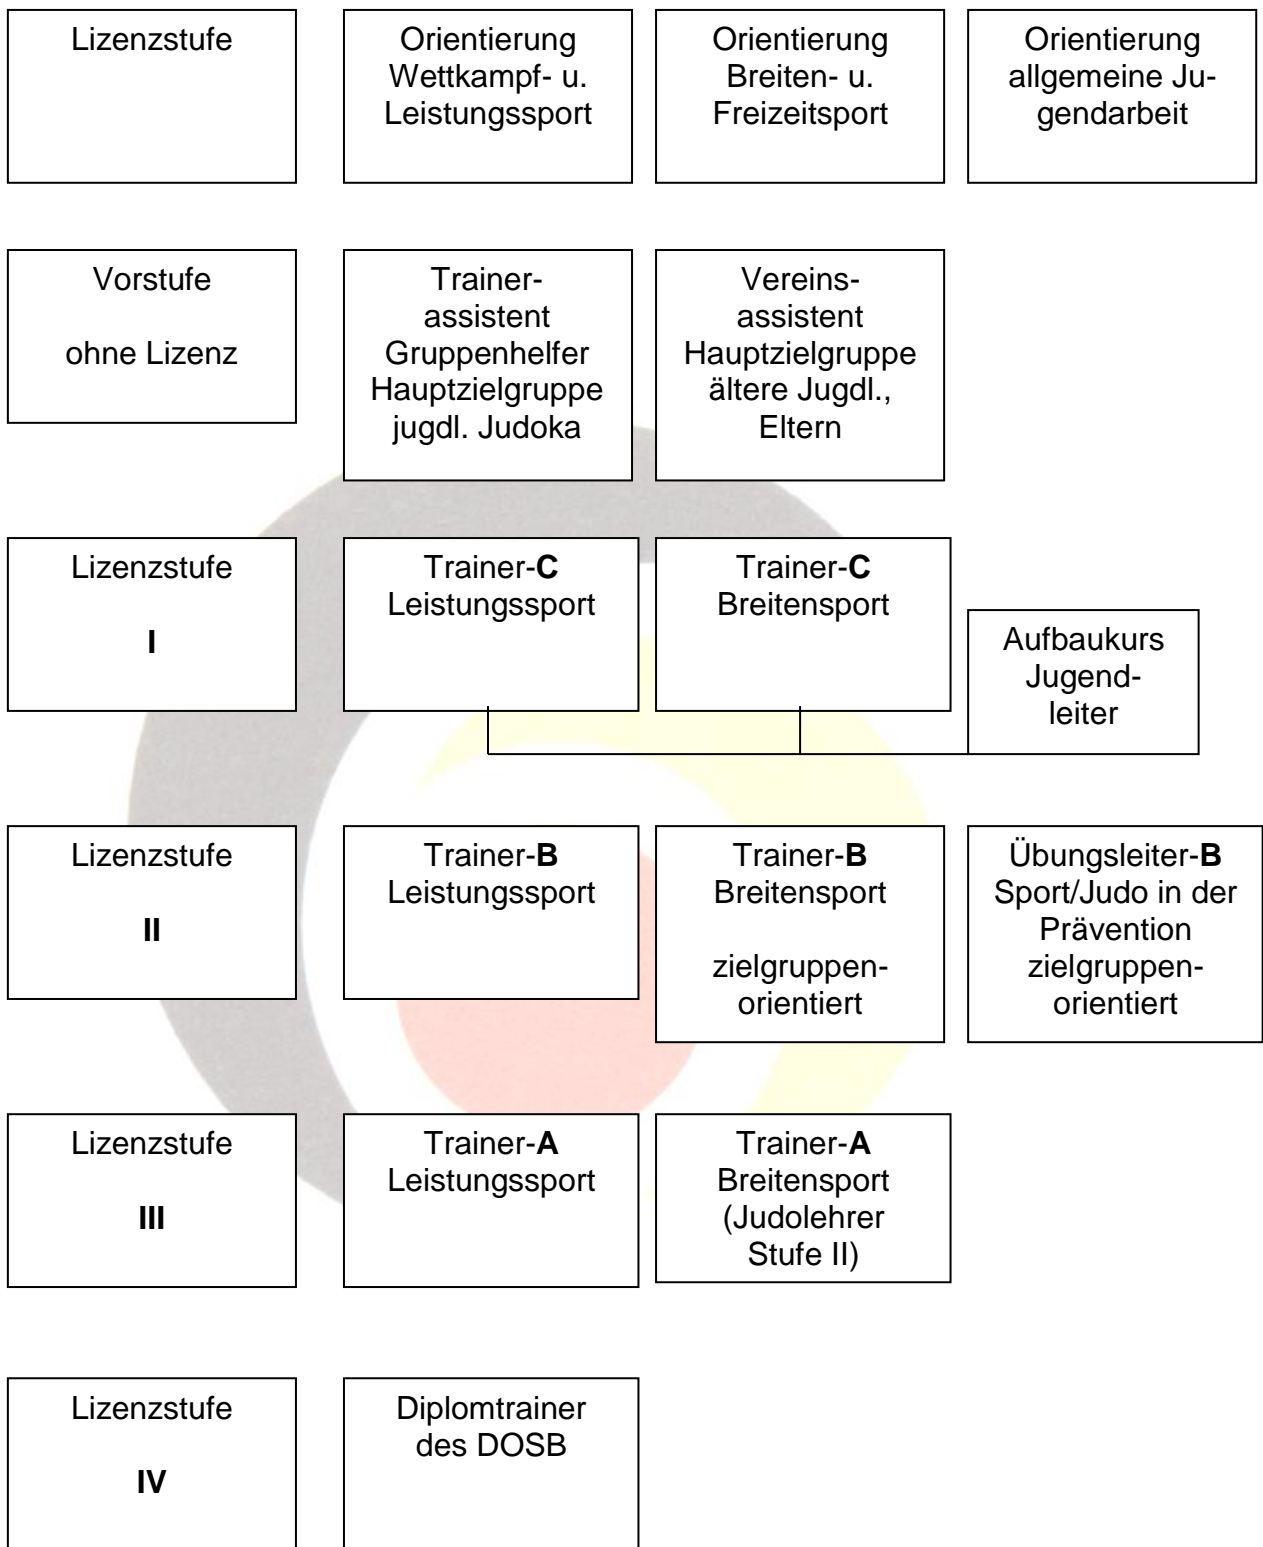 Lizenzstufe
Orientierung
Wettkampf- u.
Leistungssport
Orientierung
Breiten- u.
Freizeitsport
Orientierung
allgemeine Ju-
gendarbeit
Vorstufe
ohne Lizenz
Trainer-
assistent
Gruppenhelfer
Hauptzielgruppe
jugdl. Judoka
Vereins-
assistent
Hauptzielgruppe
ältere Jugdl.,
Eltern
Lizenzstufe
I
Trainer-C
Leistungssport
Trainer-C
Breitensport
Aufbaukurs
Jugend-
leiter
Lizenzstufe
II
Trainer-B
Leistungssport
Trainer-B
Breitensport
zielgruppen-
orientiert
Übungsleiter-B
Sport/Judo in der
Prävention
zielgruppen-
orientiert
Lizenzstufe
III
Trainer-A
Leistungssport
Trainer-A
Breitensport
(Judolehrer
Stufe II)
Lizenzstufe
IV
Diplomtrainer
des DOSB